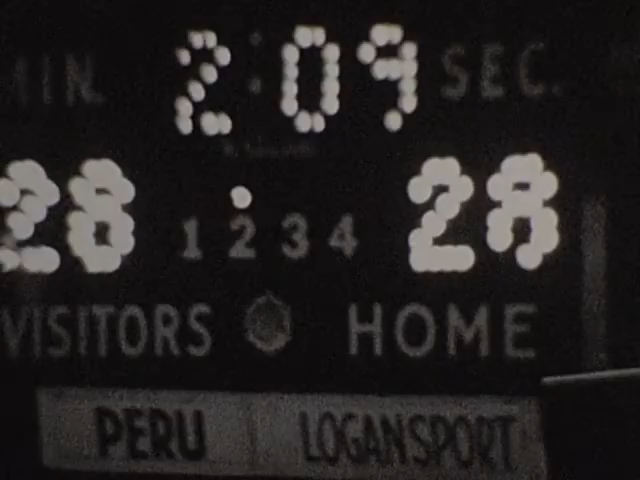 MIN. 2:09 SEC.
28 1 2 3 4 28
VISITORS HOME
PERU LOGANSPORT